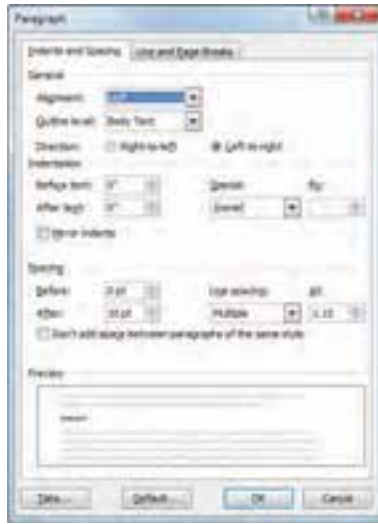 Paragraph
Indents and Spacing Line and Page Breaks
General
Alignment: Left
Outline level: Body Text
Direction: Right-to-left Left-to-right
Indentation
Before text: 0" Special: By:
After text: 0" (none)
Mirror indents
Spacing
Before: 0 pt Line spacing: At:
After: 10 pt Multiple 1.15
Don't add space between paragraphs of the same style
Preview
Tabs... Default... OK Cancel